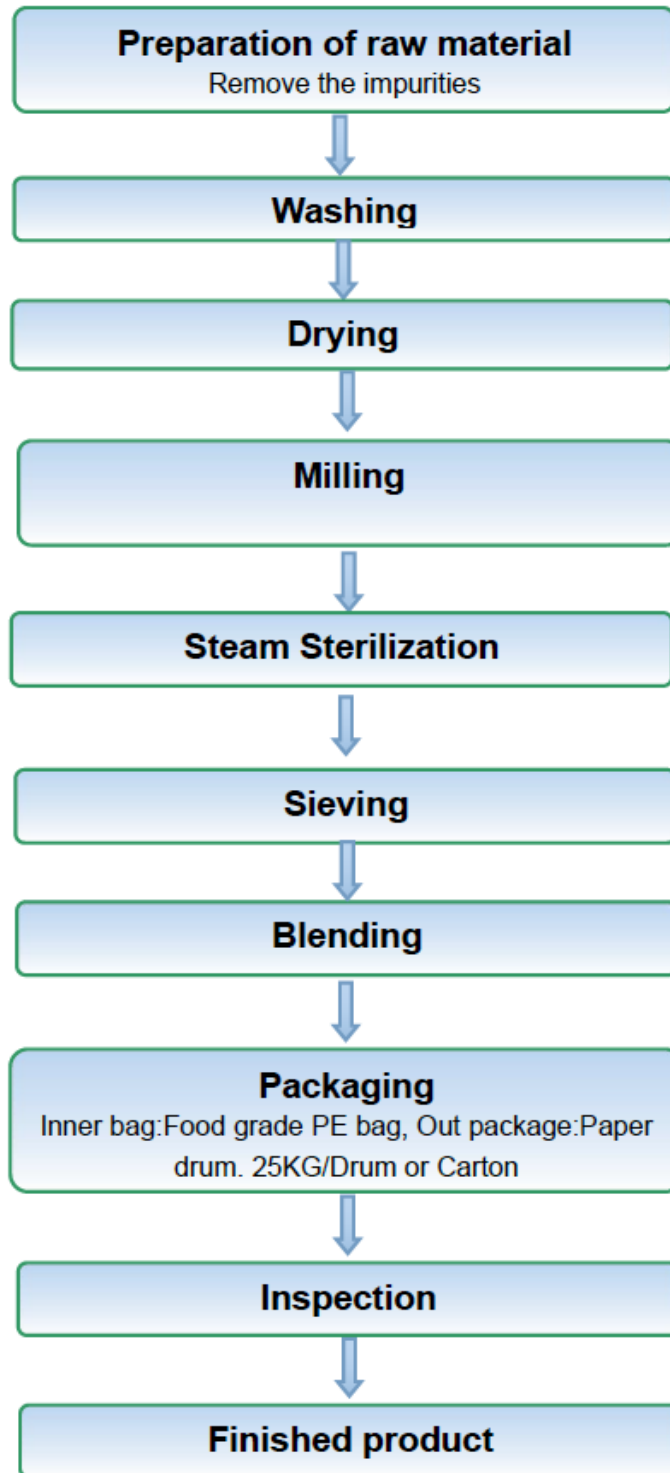 Preparation of raw material
Remove the impurities
Washing
Drying
Milling
Steam Sterilization
Sieving
Blending
Packaging
Inner bag:Food grade PE bag, Out package:Paper
drum. 25KG/Drum or Carton
Inspection
Finished product